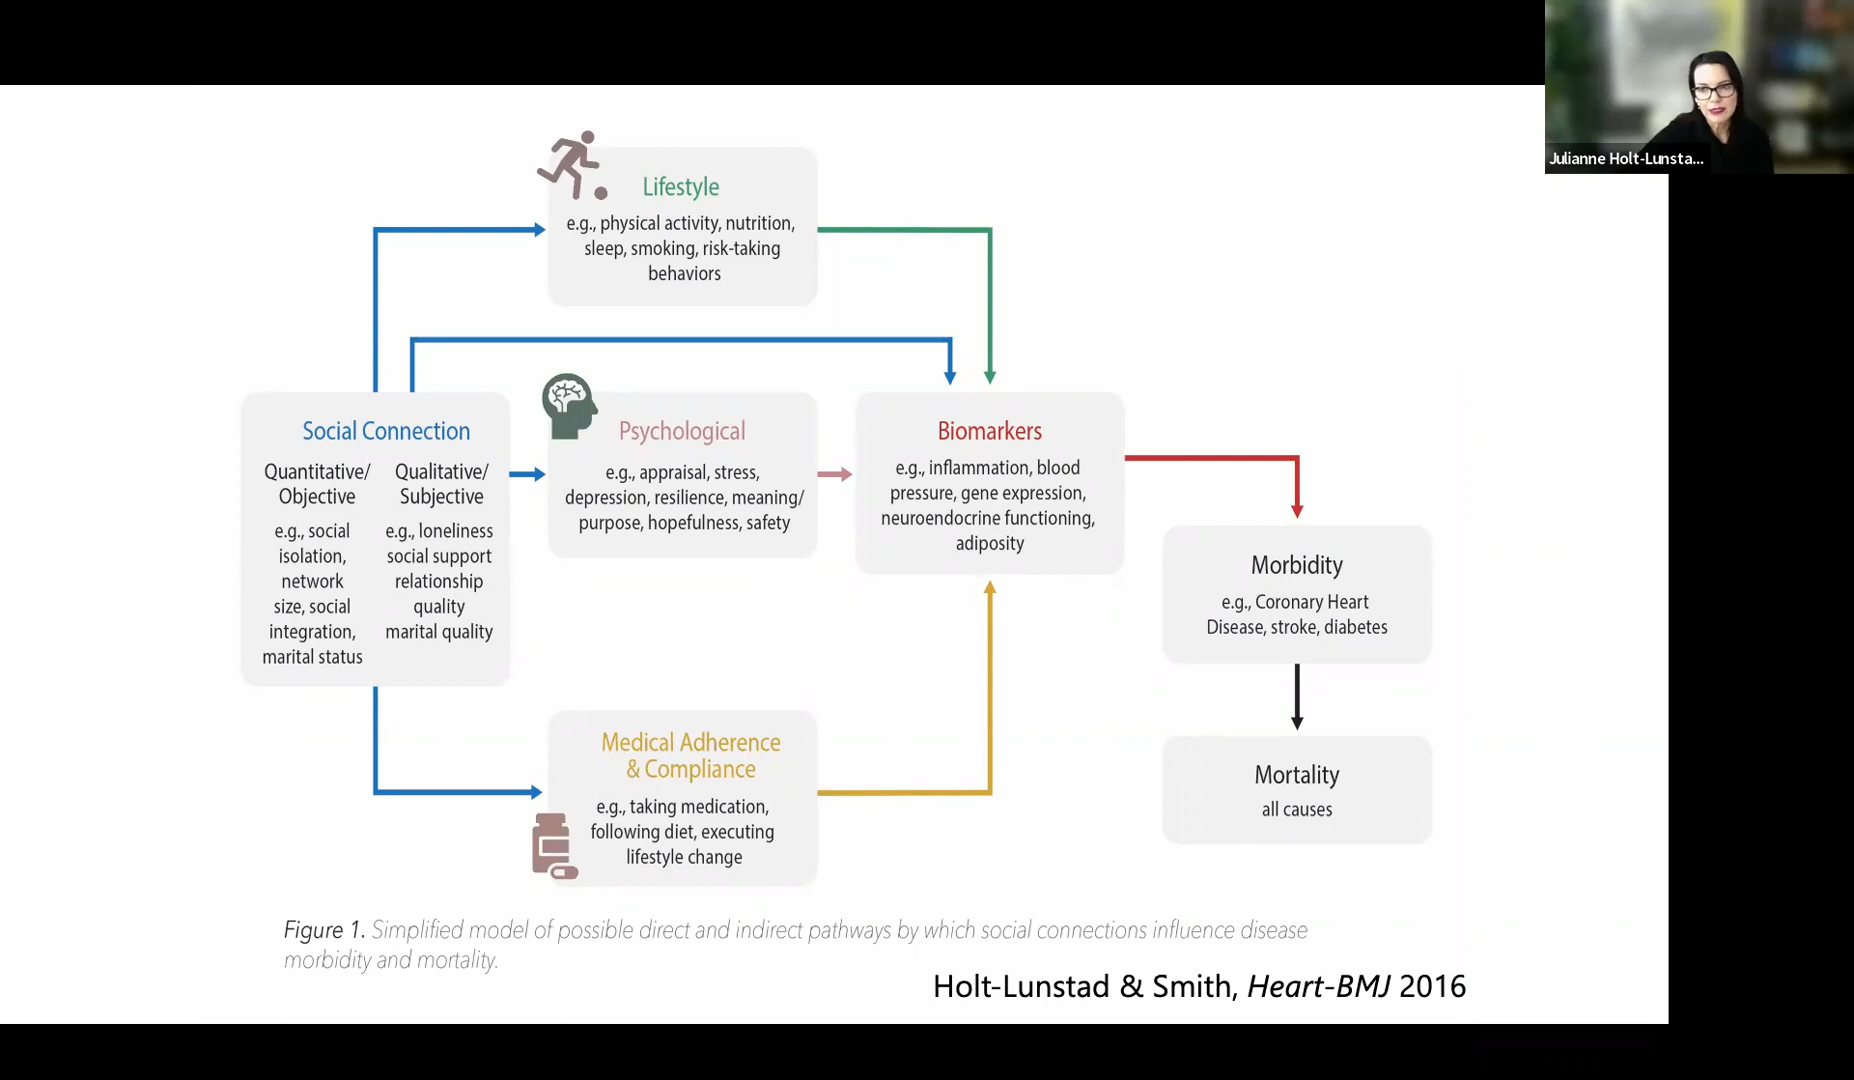 Julianne Holt-Lunsta...
Lifestyle
e.g., physical activity, nutrition,
sleep, smoking, risk-taking
behaviors
Social Connection
Quantitative/
Objective
e.g., social
isolation,
network
size, social
integration,
marital status
Qualitative/
Subjective
e.g., loneliness
social support
relationship
quality
marital quality
Psychological
e.g., appraisal, stress,
depression, resilience, meaning/
purpose, hopefulness, safety
Biomarkers
e.g., inflammation, blood
pressure, gene expression,
neuroendocrine functioning,
adiposity
Morbidity
e.g., Coronary Heart
Disease, stroke, diabetes
Medical Adherence
& Compliance
e.g., taking medication,
following diet, executing
lifestyle change
Mortality
all causes
Figure 1. Simplified model of possible direct and indirect pathways by which social connections influence disease
morbidity and mortality.
Holt-Lunstad & Smith, Heart-BMJ 2016